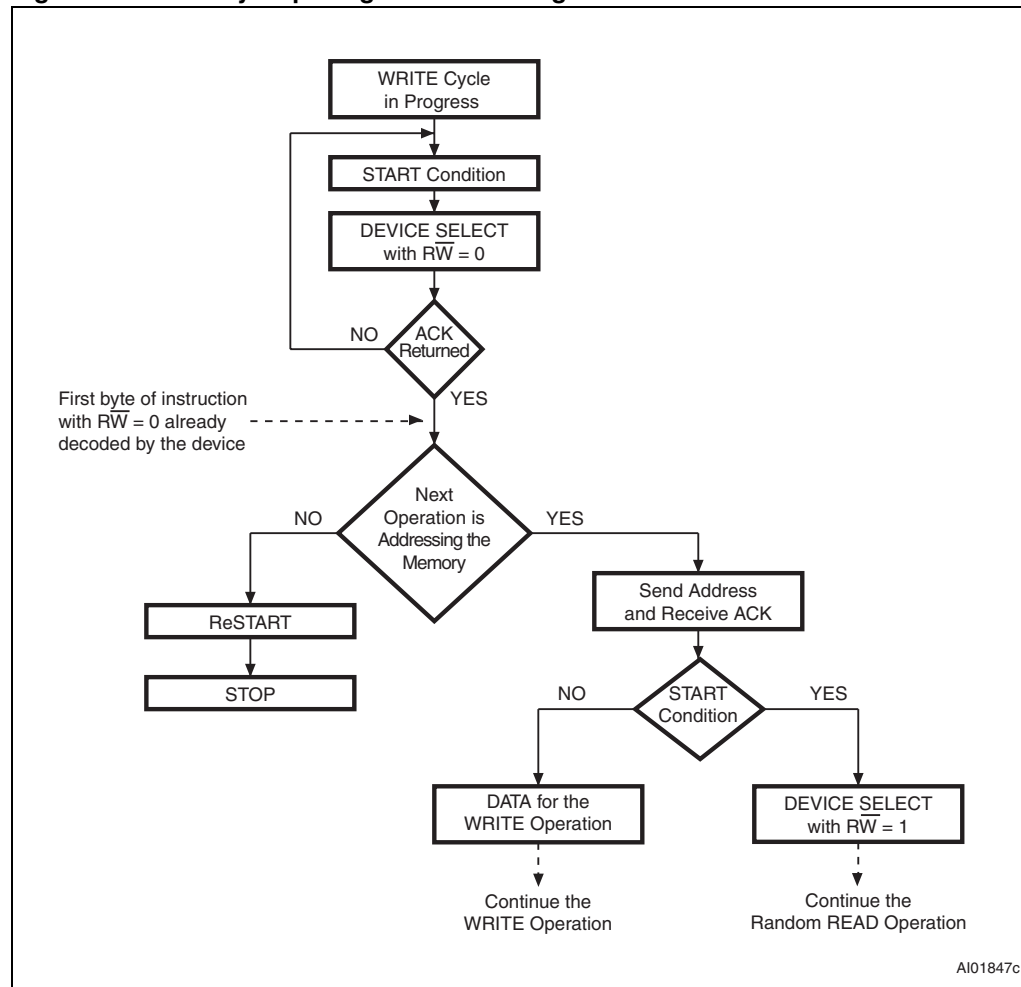 WRITE Cycle
in Progress
START Condition
DEVICE SELECT
with RW̅ = 0
NO
ACK
Returned
YES
First byte of instruction
with RW̅ = 0 already
decoded by the device
Next
Operation is
Addressing the
Memory
NO
YES
Send Address
and Receive ACK
ReSTART
STOP
START
Condition
NO
YES
DATA for the
WRITE Operation
DEVICE SELECT
with RW̅ = 1
Continue the
WRITE Operation
Continue the
Random READ Operation
AI01847c